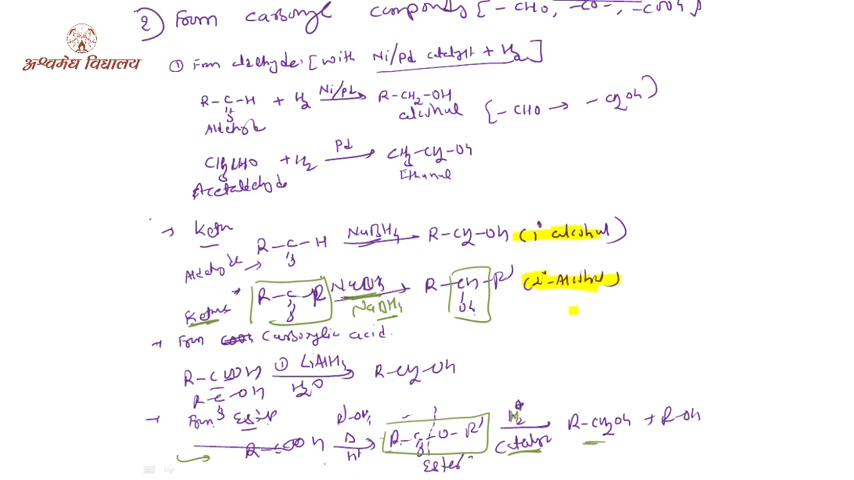 2) From carbonyl compounds [-CHO, -CO-, -COOH]
अश्वमेध विद्यालय
① From aldehyde: [with Ni/Pd catalyst + H2]
R-C-H + H2 Ni/Pd R-CH2-OH {-CHO → -CH2OH}
Aldehyde alcohol
CH3CHO + H2 Pd CH3-CH2-OH
Acetaldehyde Ethanol
→ Keton
Aldehyde → R-C-H NaBH4 R-CH2-OH (1° alcohol)
Ketone R-C-R' NaBH4 R-CH-R' (2°-Alcohol)
NaBH4 OH
→ From Carboxylic acid.
R-COOH ① LiAlH4 R-CH2-OH
R-C-OH H2O
→ From Ester R'-OH,
R-COOH Δ H+ R-C-O-R' H2 R-CH2OH + R'OH
Ester Catalyst